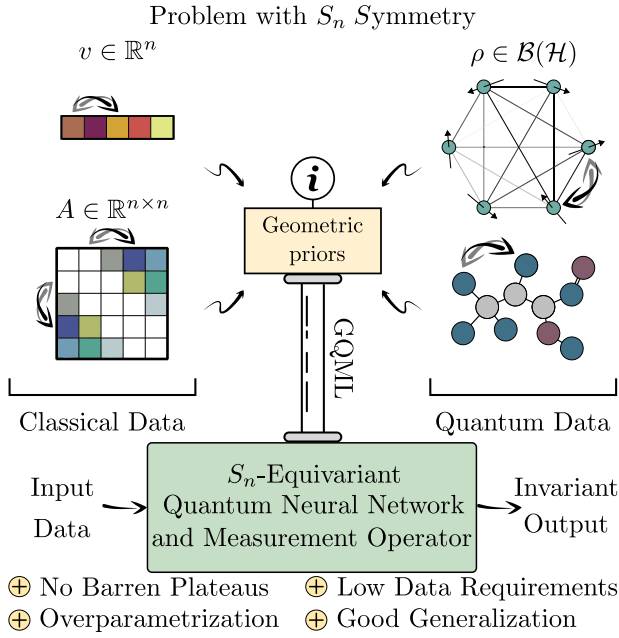 Problem with $S_n$ Symmetry
$v \in \mathbb{R}^n$
$\rho \in \mathcal{B}(\mathcal{H})$
$A \in \mathbb{R}^{n \times n}$
i
Geometric
priors
GQML
Classical Data
Quantum Data
Input
Data
$S_n$-Equivariant
Quantum Neural Network
and Measurement Operator
Invariant
Output
+ No Barren Plateaus
+ Low Data Requirements
+ Overparametrization
+ Good Generalization